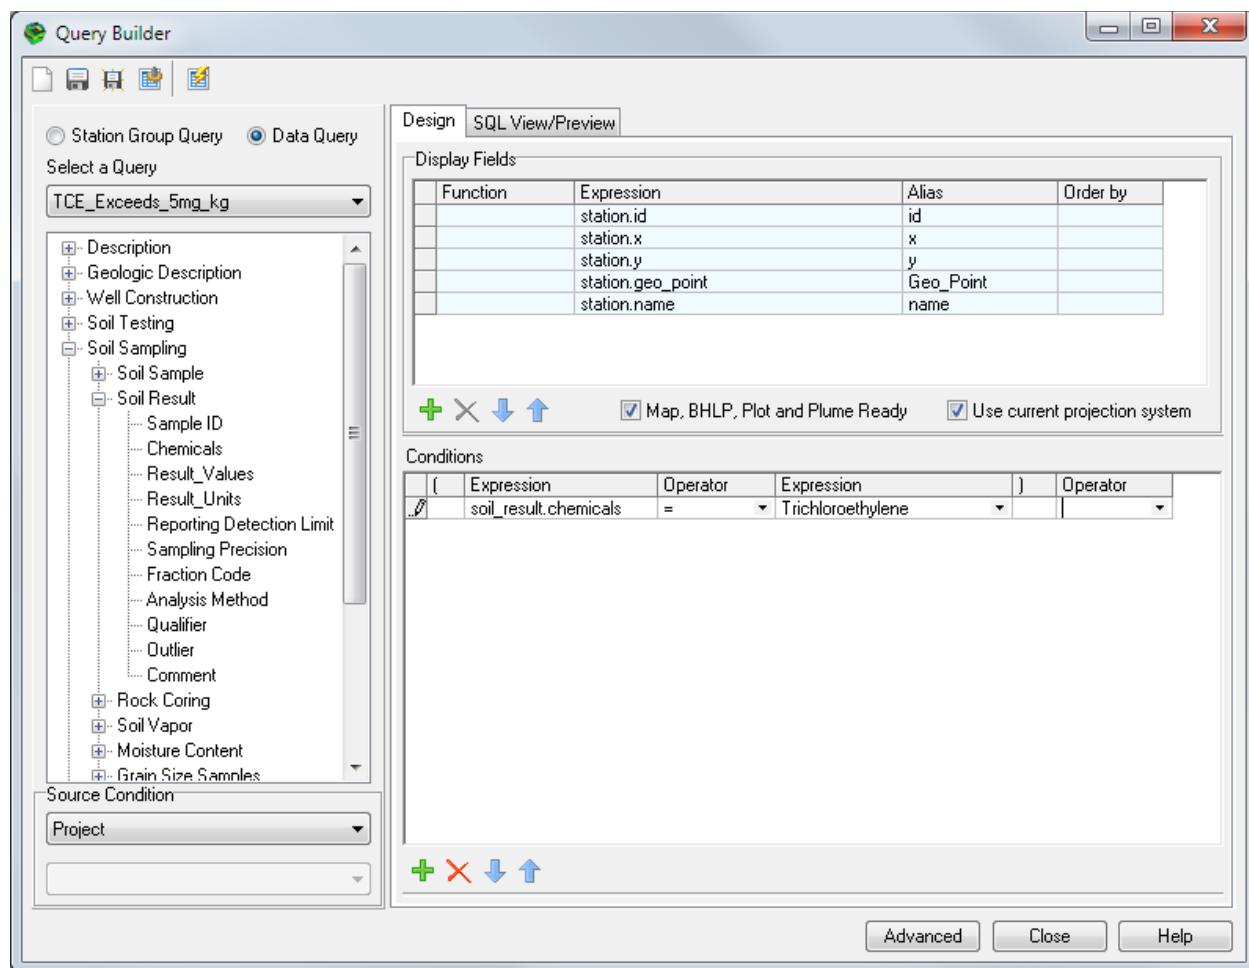 Query Builder
Station Group Query Data Query
Select a Query
TCE_Exceeds_5mg_kg
Description
Geologic Description
Well Construction
Soil Testing
Soil Sampling
Soil Sample
Soil Result
Sample ID
Chemicals
Result_Values
Result_Units
Reporting Detection Limit
Sampling Precision
Fraction Code
Analysis Method
Qualifier
Outlier
Comment
Rock Coring
Soil Vapor
Moisture Content
Grain Size Samples
Source Condition
Project
Design SQL View/Preview
Display Fields
Function Expression Alias Order by
station.id id
station.x x
station.y y
station.geo_point Geo_Point
station.name name
Map, BHLP, Plot and Plume Ready Use current projection system
Conditions
( Expression Operator Expression ) Operator
soil_result.chemicals = Trichloroethylene
Advanced Close Help